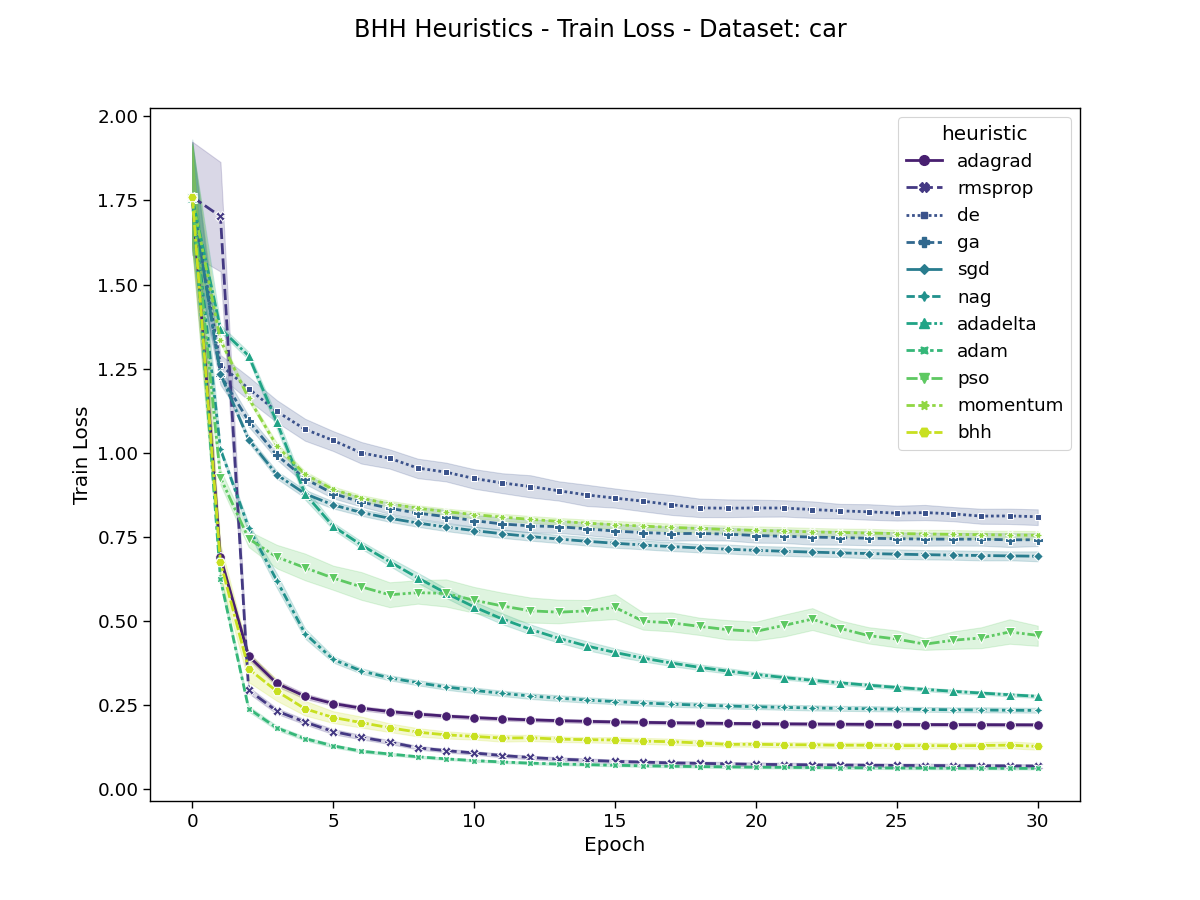 BHH Heuristics - Train Loss - Dataset: car
2.00
1.75
1.50
1.25
1.00
0.75
0.50
0.25
0.00
Train Loss
0 5 10 15 20 25 30
Epoch
heuristic
adagrad
rmsprop
de
ga
sgd
nag
adadelta
adam
pso
momentum
bhh